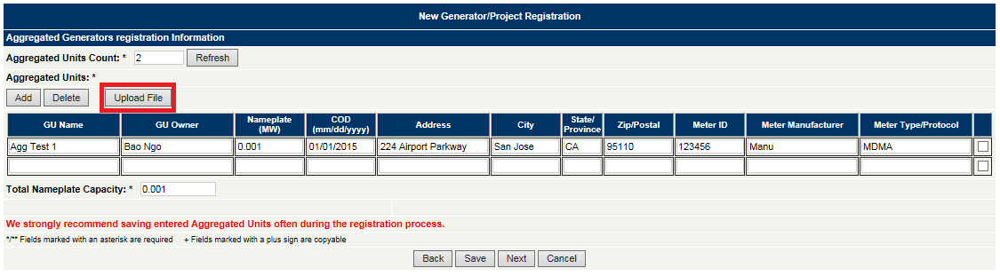 New Generator/Project Registration
Aggregated Generators registration Information
Aggregated Units Count: * 2 Refresh
Aggregated Units: *
Add Delete Upload File
GU Name GU Owner Nameplate (MW) COD (mm/dd/yyyy) Address City State/Province Zip/Postal Meter ID Meter Manufacturer Meter Type/Protocol
Agg Test 1 Bao Ngo 0.001 01/01/2015 224 Airport Parkway San Jose CA 95110 123456 Manu MDMA
Total Nameplate Capacity: * 0.001
We strongly recommend saving entered Aggregated Units often during the registration process.
*/** Fields marked with an asterisk are required + Fields marked with a plus sign are copyable
Back Save Next Cancel